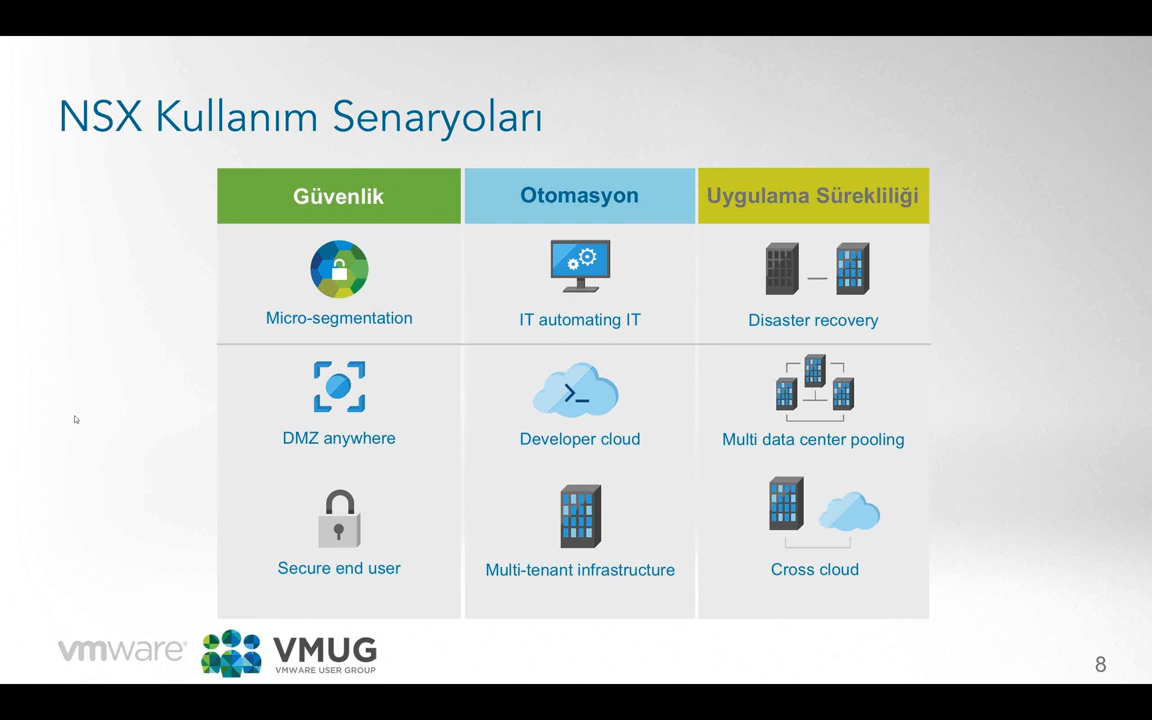 NSX Kullanım Senaryoları
Güvenlik
Otomasyon
Uygulama Sürekliliği
Micro-segmentation
IT automating IT
Disaster recovery
DMZ anywhere
Developer cloud
Multi data center pooling
Secure end user
Multi-tenant infrastructure
Cross cloud
vmware®
VMUG
VMWARE USER GROUP
8